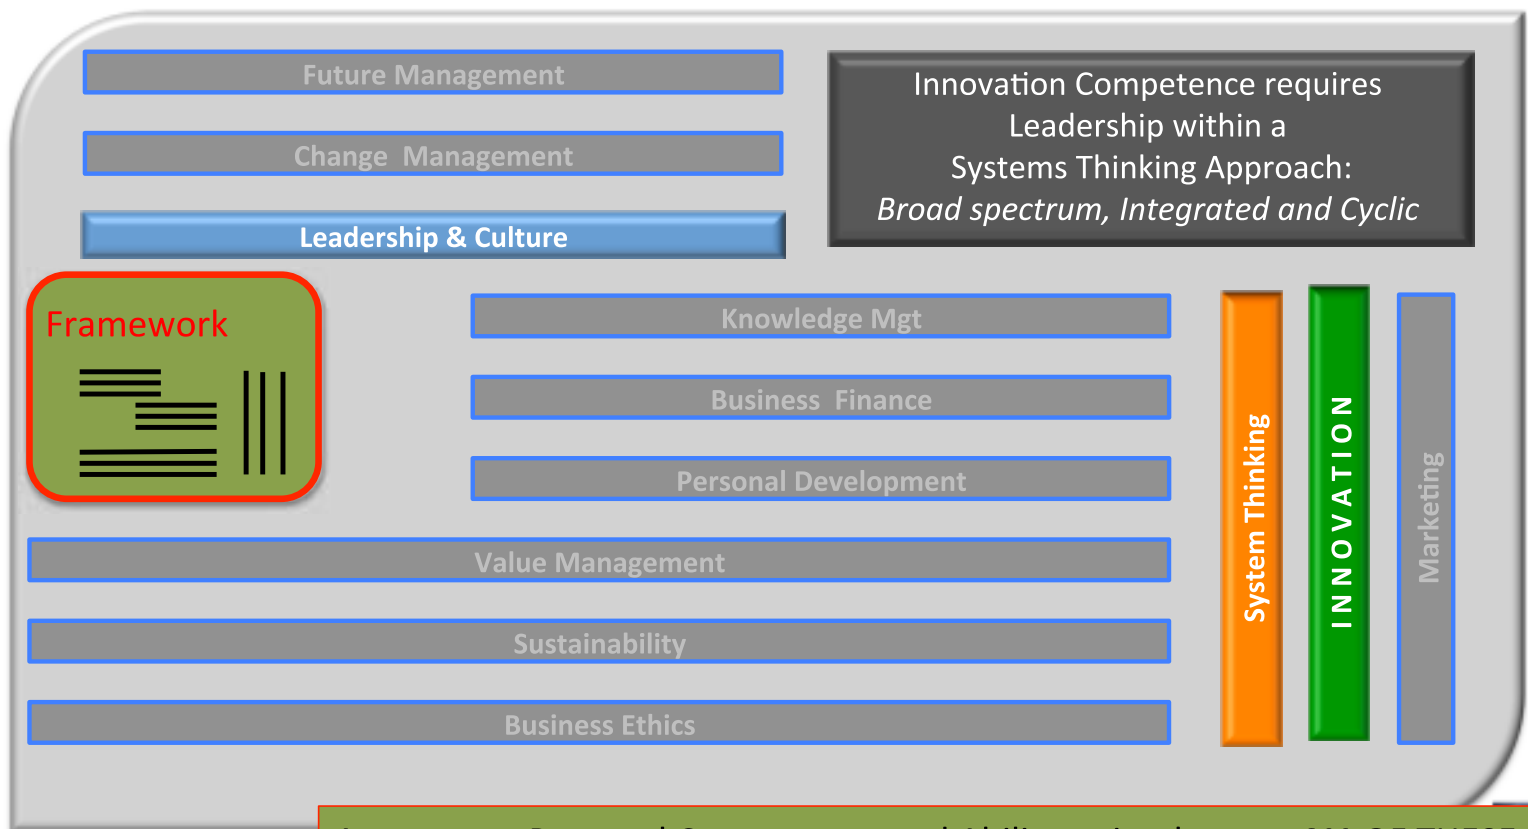 Future Management
Change  Management
Leadership & Culture
Innovation Competence requires
Leadership within a
Systems Thinking Approach:
Broad spectrum, Integrated and Cyclic
Framework
Knowledge Mgt
Business  Finance
Personal Development
Value Management
Sustainability
Business Ethics
System Thinking
INNOVATION
Marketing